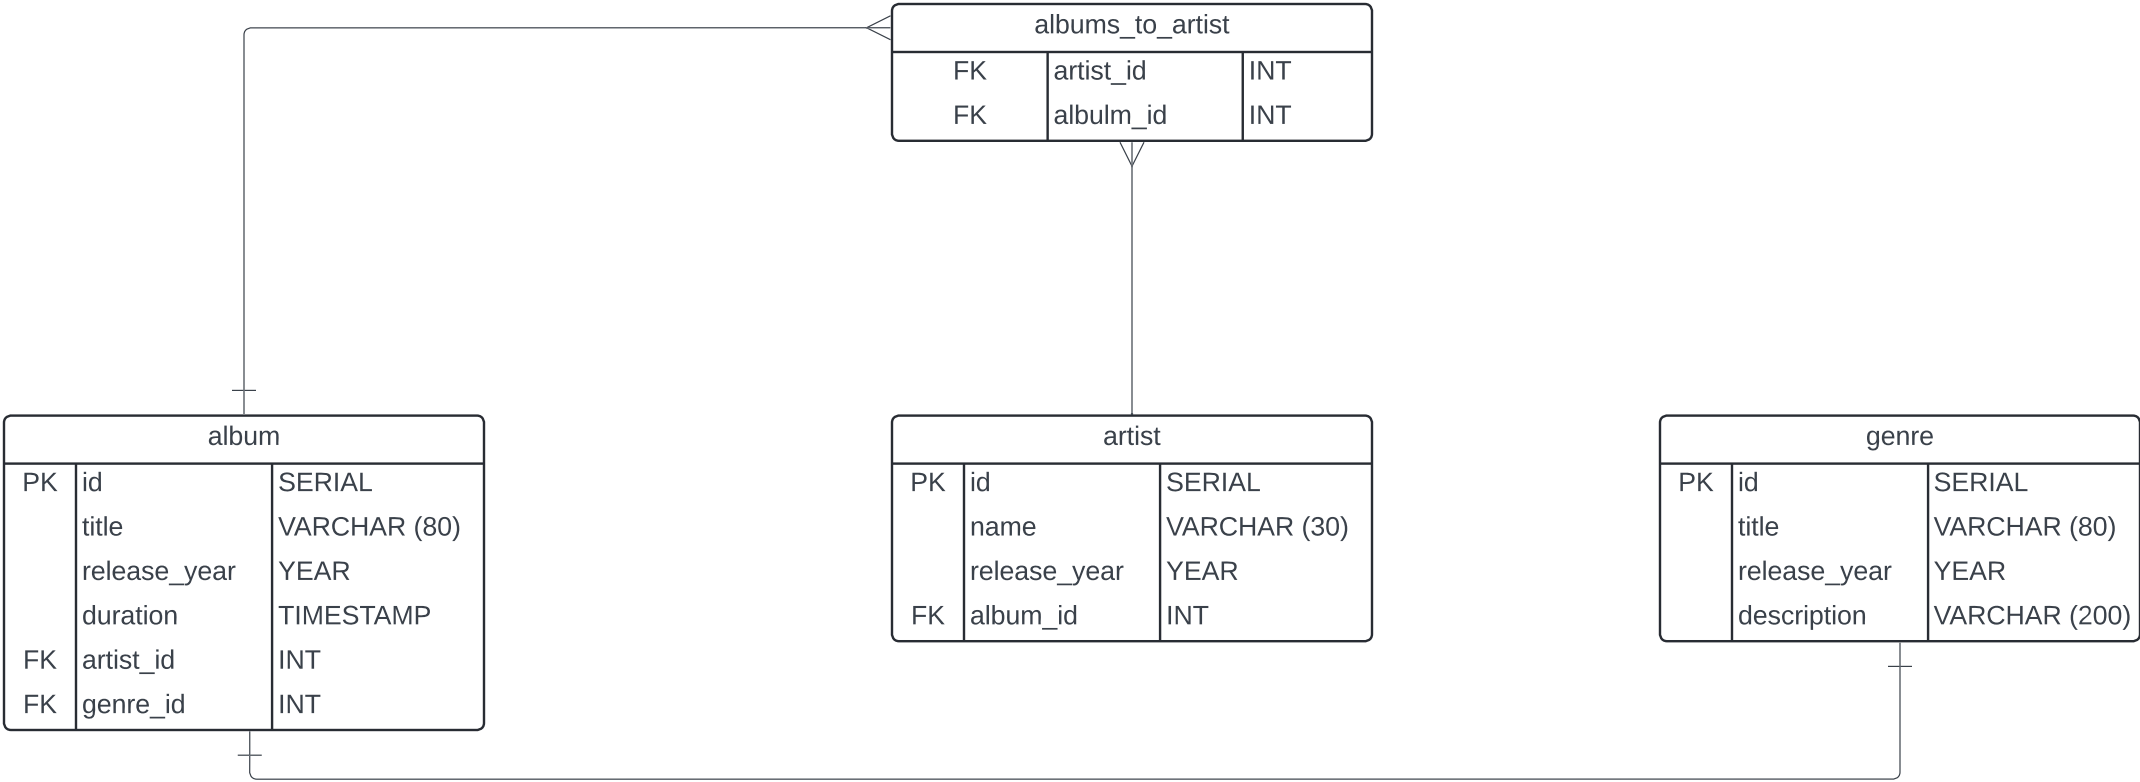 albums_to_artist
FK artist_id INT
FK albulm_id INT
album
PK id SERIAL
title VARCHAR (80)
release_year YEAR
duration TIMESTAMP
FK artist_id INT
FK genre_id INT
artist
PK id SERIAL
name VARCHAR (30)
release_year YEAR
FK album_id INT
genre
PK id SERIAL
title VARCHAR (80)
release_year YEAR
description VARCHAR (200)